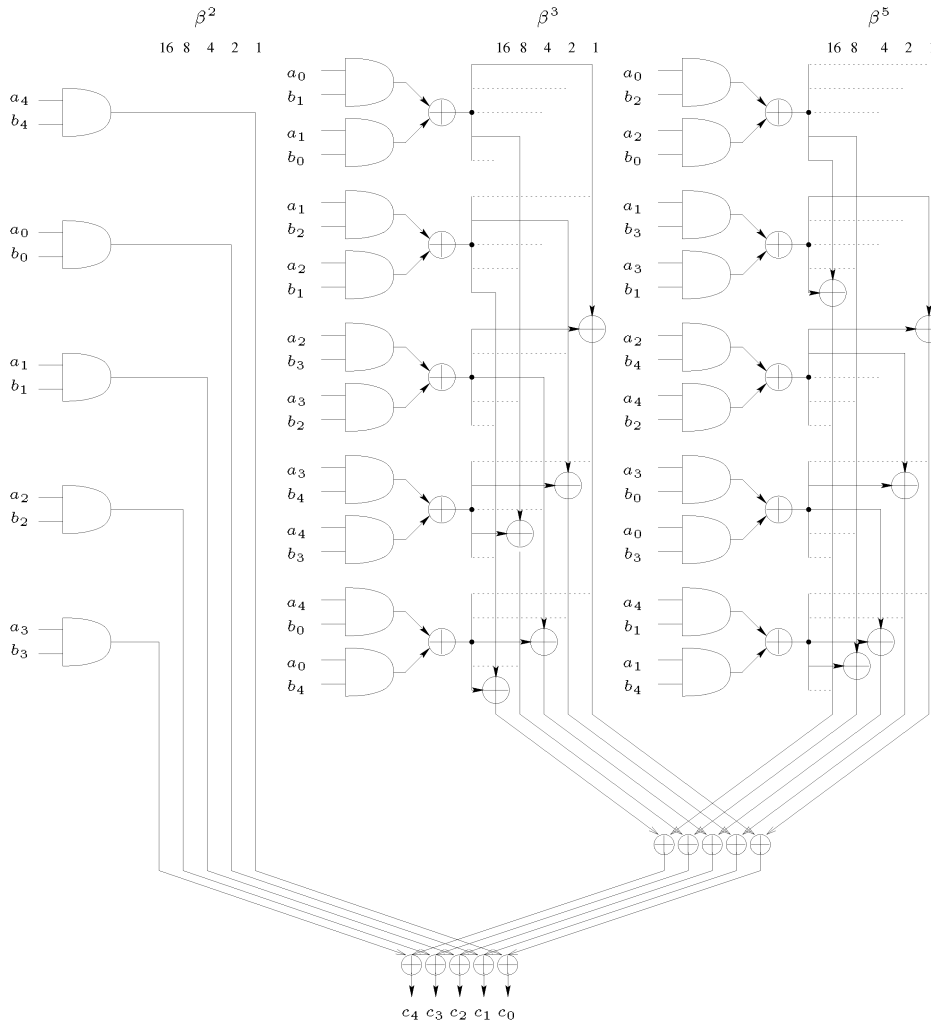 β² β³ β⁵
16 8 4 2 1 16 8 4 2 1 16 8 4 2
a₄
b₄
a₀
b₀
a₁
b₁
a₂
b₂
a₃
b₃
a₀
b₁
a₁
b₀
a₁
b₂
a₂
b₁
a₂
b₃
a₃
b₂
a₃
b₄
a₄
b₃
a₄
b₀
a₀
b₄
a₀
b₂
a₂
b₀
a₁
b₃
a₃
b₁
a₂
b₄
a₄
b₂
a₃
b₀
a₀
b₃
a₄
b₁
a₁
b₄
c₄ c₃ c₂ c₁ c₀